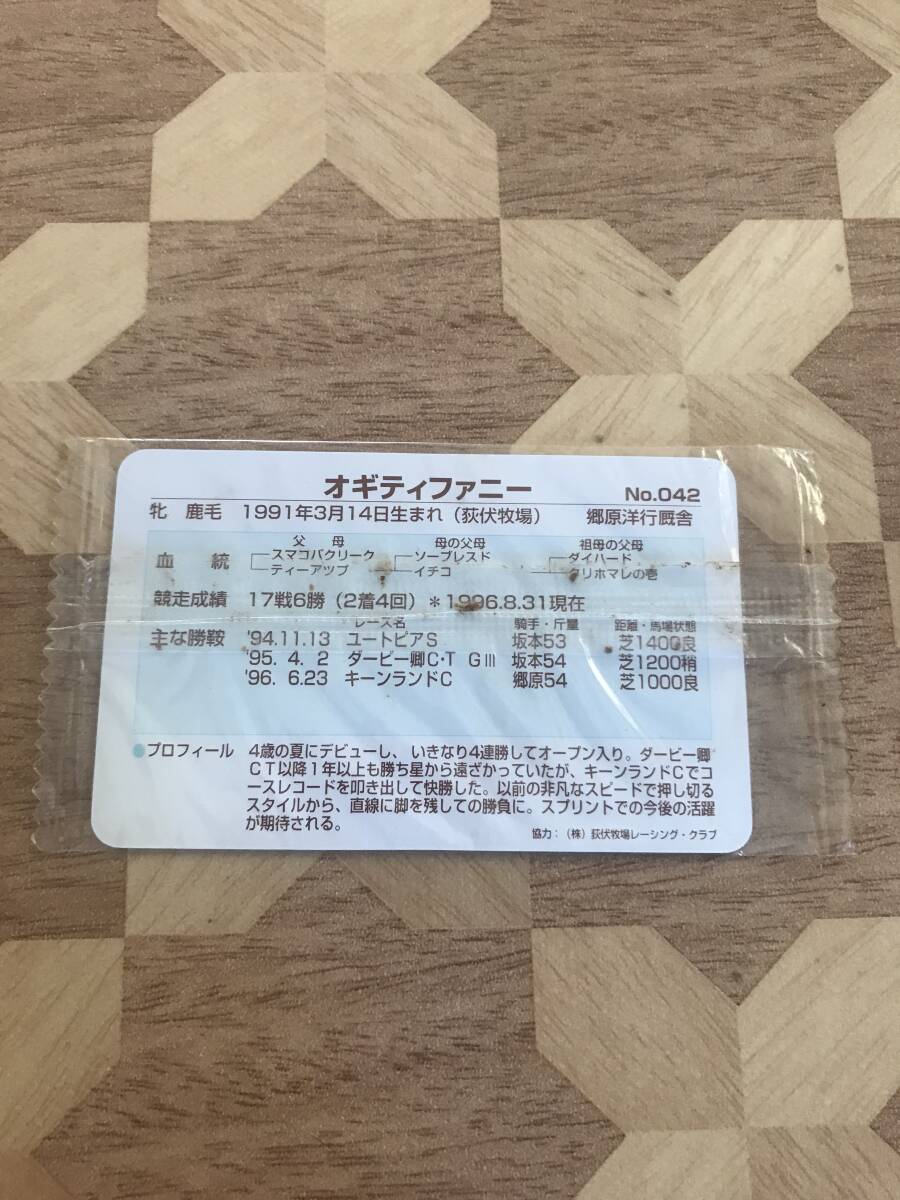 オギティファニー No.042
牝 鹿毛 1991年3月14日生まれ(荻伏牧場) 郷原洋行厩舎
父 母 母の父母 祖母の父母
血統 スマコバクリーク ソーブレスド ダイハード
ティーアツプ イチコ クリホマレの壱
競走成績 17戦6勝(2着4回)*1996.8.31現在
レース名 騎手・斤量 距離・馬場状態
主な勝鞍 '94.11.13 ユートピアS 坂本53 芝1400良
'95. 4. 2 ダービー卿C・T GⅢ 坂本54 芝1200稍
'96. 6.23 キーンランドC 郷原54 芝1000良
●プロフィール 4歳の夏にデビューし、いきなり4連勝してオープン入り。ダービー卿
CT以降1年以上も勝ち星から遠ざかっていたが、キーンランドCでコ
ースレコードを叩き出して快勝した。以前の非凡なスピードで押し切る
スタイルから、直線に脚を残しての勝負に。スプリントでの今後の活躍
が期待される。
協力:(株)荻伏牧場レーシング・クラブ